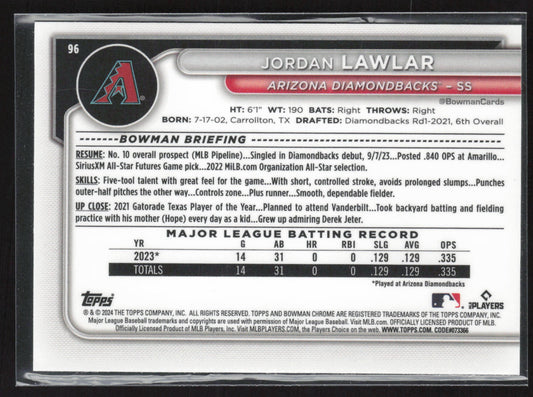 96
JORDAN LAWLAR
ARIZONA DIAMONDBACKS® – SS
@BowmanCards
HT: 6'1" WT: 190 BATS: Right THROWS: Right
BORN: 7-17-02, Carrollton, TX DRAFTED: Diamondbacks Rd1-2021, 6th Overall
BOWMAN BRIEFING
RESUME: No. 10 overall prospect (MLB Pipeline)...Singled in Diamondbacks debut, 9/7/23...Posted .840 OPS at Amarillo...
SiriusXM All-Star Futures Game pick...2022 MiLB.com Organization All-Star selection.
SKILLS: Five-tool talent with great feel for the game...With short, controlled stroke, avoids prolonged slumps...Punches
outer-half pitches the other way...Controls zone...Plus runner...Smooth, dependable fielder.
UP CLOSE: 2021 Gatorade Texas Player of the Year...Planned to attend Vanderbilt...Took backyard batting and fielding
practice with his mother (Hope) every day as a kid...Grew up admiring Derek Jeter.
MAJOR LEAGUE BATTING RECORD
YR G AB HR RBI SLG AVG OPS
2023* 14 31 0 0 .129 .129 .335
TOTALS 14 31 0 0 .129 .129 .335
*Played at Arizona Diamondbacks
topps
PLAYERS
® & © 2024 THE TOPPS COMPANY, INC. ALL RIGHTS RESERVED. TOPPS AND BOWMAN CHROME ARE REGISTERED TRADEMARKS OF THE TOPPS COMPANY, INC.
Major League Baseball trademarks and copyrights are used with permission of Major League Baseball. Visit MLB.com. OFFICIALLY LICENSED PRODUCT OF MLB.
Officially Licensed Product of MLB Players, Inc. Visit MLBPLAYERS.COM, the Players Choice on the web. WWW.TOPPS.COM. CODE#073366